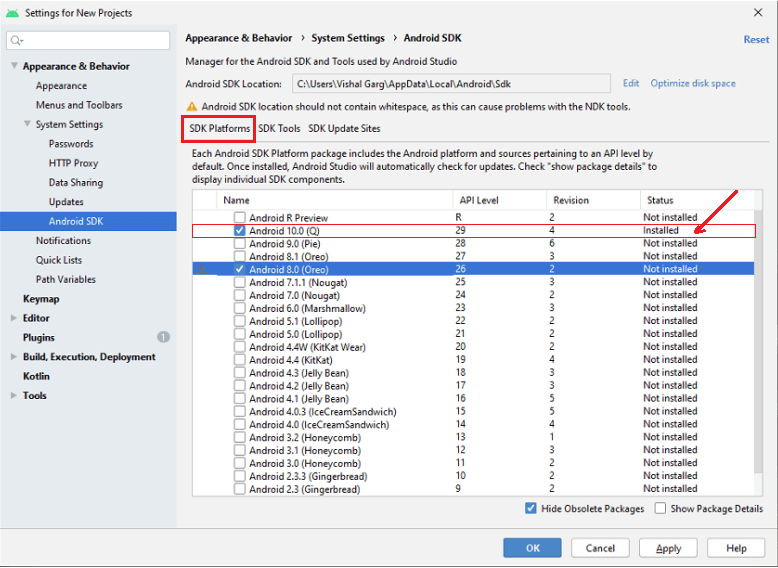 Settings for New Projects
Appearance & Behavior > System Settings > Android SDK
Reset
Manager for the Android SDK and Tools used by Android Studio
Android SDK Location: C:\Users\Vishal Garg\AppData\Local\Android\Sdk Edit Optimize disk space
Android SDK location should not contain whitespace, as this can cause problems with the NDK tools.
SDK Platforms SDK Tools SDK Update Sites
Each Android SDK Platform package includes the Android platform and sources pertaining to an API level by
default. Once installed, Android Studio will automatically check for updates. Check "show package details" to
display individual SDK components.
Name API Level Revision Status
Android R Preview R 2 Not installed
Android 10.0 (Q) 29 4 Installed
Android 9.0 (Pie) 28 6 Not installed
Android 8.1 (Oreo) 27 3 Not installed
Android 8.0 (Oreo) 26 2 Not installed
Android 7.1.1 (Nougat) 25 3 Not installed
Android 7.0 (Nougat) 24 2 Not installed
Android 6.0 (Marshmallow) 23 3 Not installed
Android 5.1 (Lollipop) 22 2 Not installed
Android 5.0 (Lollipop) 21 2 Not installed
Android 4.4W (KitKat Wear) 20 2 Not installed
Android 4.4 (KitKat) 19 4 Not installed
Android 4.3 (Jelly Bean) 18 3 Not installed
Android 4.2 (Jelly Bean) 17 3 Not installed
Android 4.1 (Jelly Bean) 16 5 Not installed
Android 4.0.3 (IceCreamSandwich) 15 5 Not installed
Android 4.0 (IceCreamSandwich) 14 4 Not installed
Android 3.2 (Honeycomb) 13 1 Not installed
Android 3.1 (Honeycomb) 12 3 Not installed
Android 3.0 (Honeycomb) 11 2 Not installed
Android 2.3.3 (Gingerbread) 10 2 Not installed
Android 2.3 (Gingerbread) 9 2 Not installed
Hide Obsolete Packages Show Package Details
Appearance & Behavior
Appearance
Menus and Toolbars
System Settings
Passwords
HTTP Proxy
Data Sharing
Updates
Android SDK
Notifications
Quick Lists
Path Variables
Keymap
Editor
Plugins 1
Build, Execution, Deployment
Kotlin
Tools
OK Cancel Apply Help